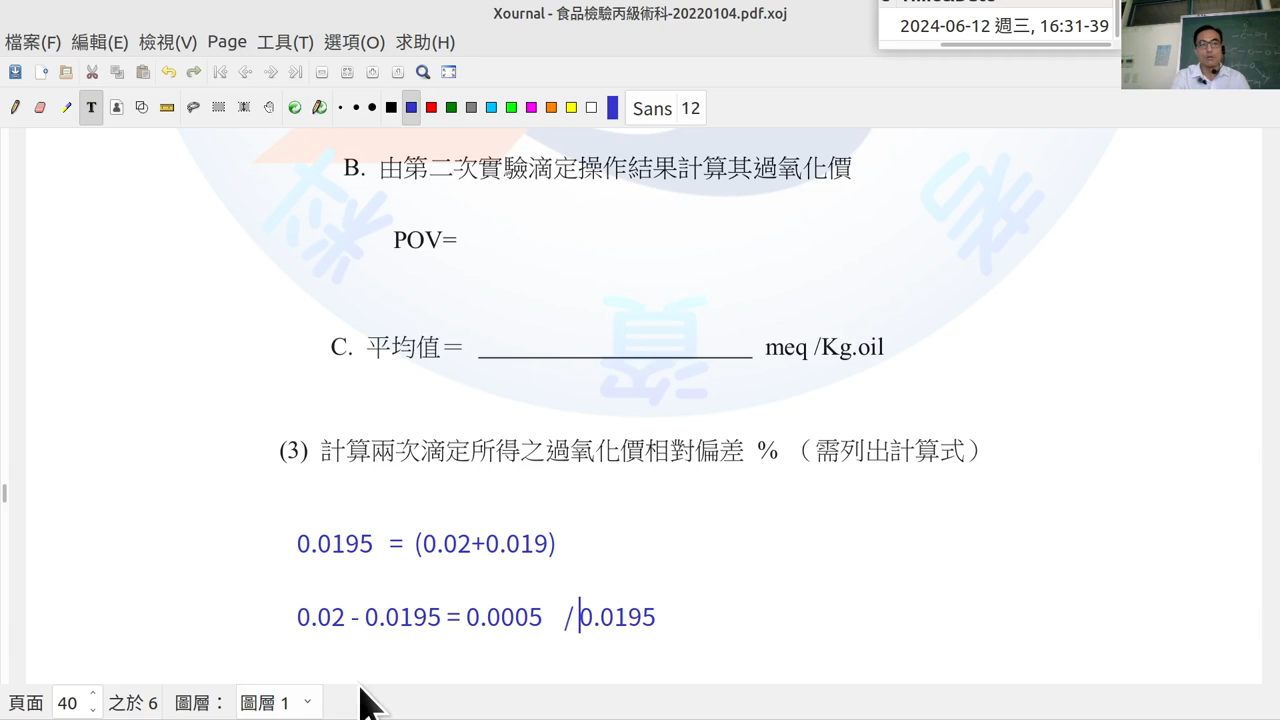 Xournal - 食品檢驗丙級術科-20220104.pdf.xoj
2024-06-12 週三, 16:31-39
檔案(F) 編輯(E) 檢視(V) Page 工具(T) 選項(O) 求助(H)
T
Sans 12
B. 由第二次實驗滴定操作結果計算其過氧化價
POV=
資
C. 平均值＝ meq /Kg.oil
(3) 計算兩次滴定所得之過氧化價相對偏差 % （需列出計算式）
0.0195 = (0.02+0.019)
0.02 - 0.0195 = 0.0005 / 0.0195
頁面 40 之於 6 圖層： 圖層 1